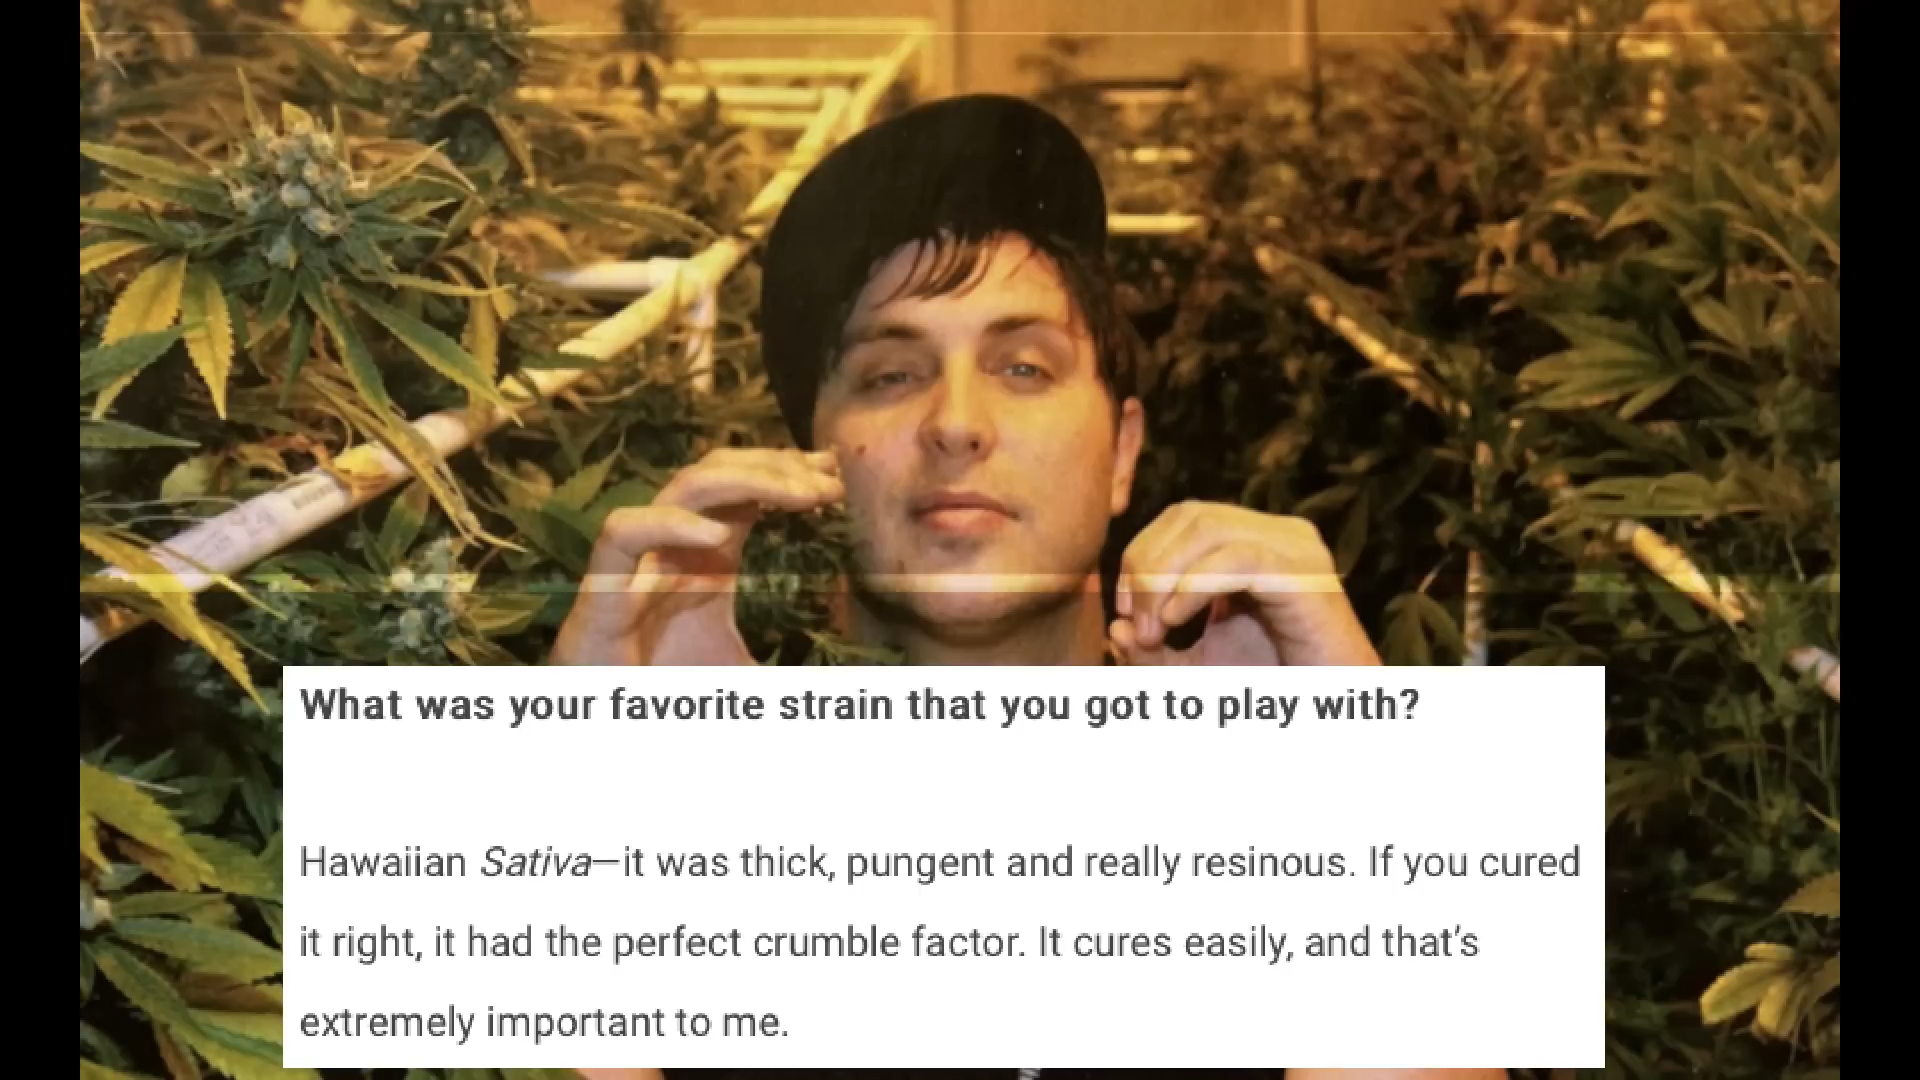 What was your favorite strain that you got to play with?
Hawaiian Sativa—it was thick, pungent and really resinous. If you cured
it right, it had the perfect crumble factor. It cures easily, and that's
extremely important to me.